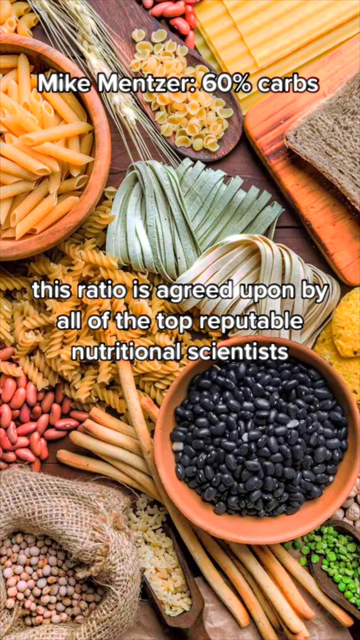 Mike Mentzer: 60% carbs
this ratio is agreed upon by
all of the top reputable
nutritional scientists